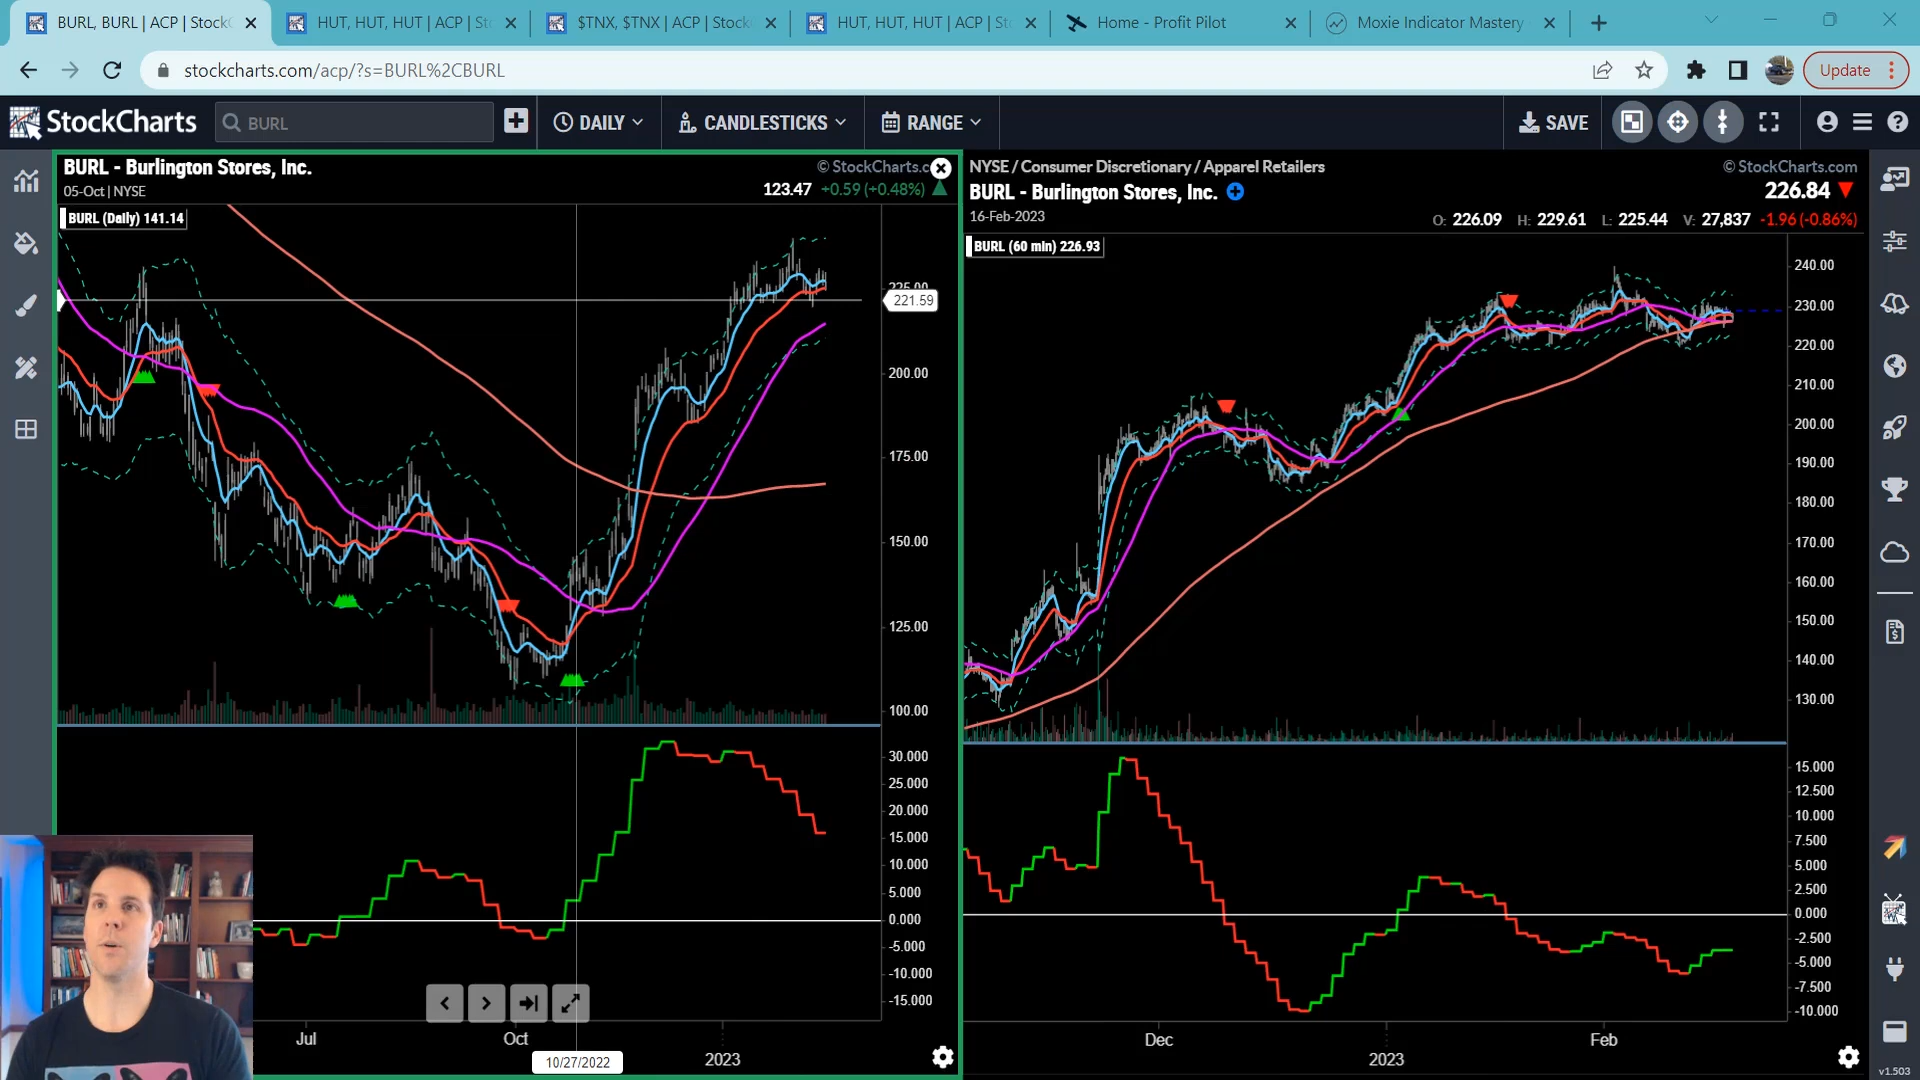 BURL, BURL | ACP | StockC
HUT, HUT, HUT | ACP | St
$TNX, $TNX | ACP | Stock
HUT, HUT, HUT | ACP | St
Home - Profit Pilot
Moxie Indicator Mastery
stockcharts.com/acp/?s=BURL%2CBURL
Update
StockCharts
BURL
DAILY
CANDLESTICKS
RANGE
SAVE
BURL - Burlington Stores, Inc.
© StockCharts.c
05-Oct | NYSE
123.47 +0.59 (+0.48%)
BURL (Daily) 141.14
225.00
221.59
200.00
175.00
150.00
125.00
100.00
30.000
25.000
20.000
15.000
10.000
5.000
0.000
-5.000
-10.000
-15.000
Jul
Oct
2023
10/27/2022
NYSE / Consumer Discretionary / Apparel Retailers
© StockCharts.com
BURL - Burlington Stores, Inc.
226.84
16-Feb-2023
O: 226.09 H: 229.61 L: 225.44 V: 27,837 -1.96 (-0.86%)
BURL (60 min) 226.93
240.00
230.00
220.00
210.00
200.00
190.00
180.00
170.00
160.00
150.00
140.00
130.00
15.000
12.500
10.000
7.500
5.000
2.500
0.000
-2.500
-5.000
-7.500
-10.000
Dec
2023
Feb
v1.503